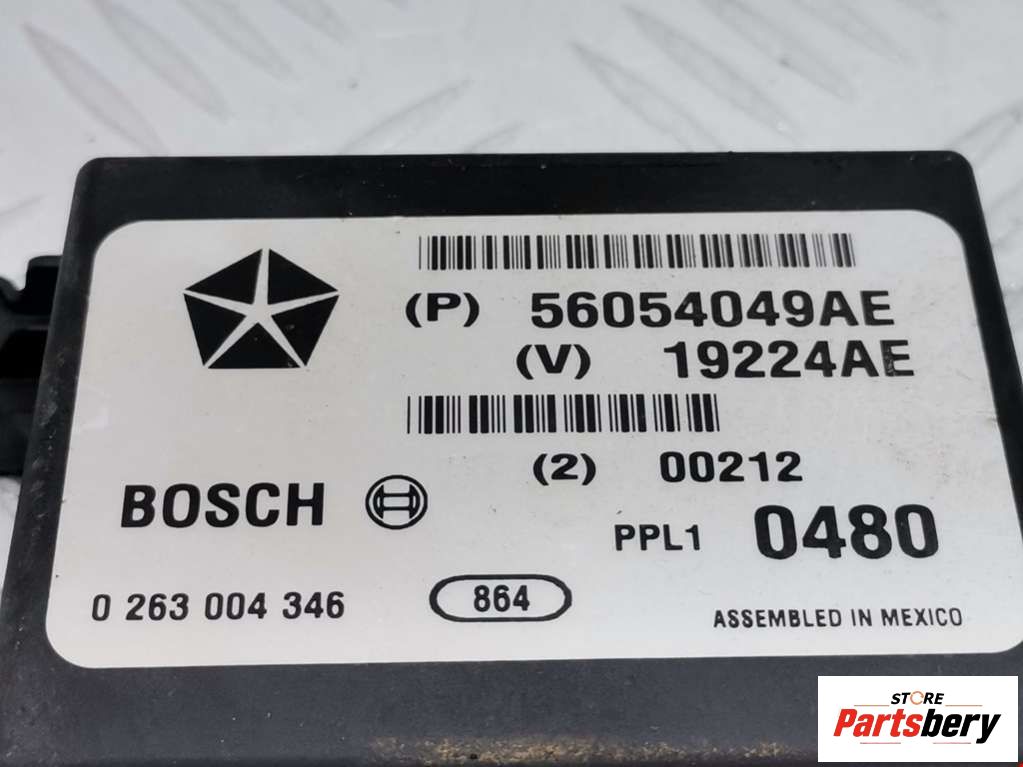 (P) 56054049AE
(V) 19224AE
(2) 00212
BOSCH
PPL1 0480
0 263 004 346
864
ASSEMBLED IN MEXICO
STORE
Partsbery